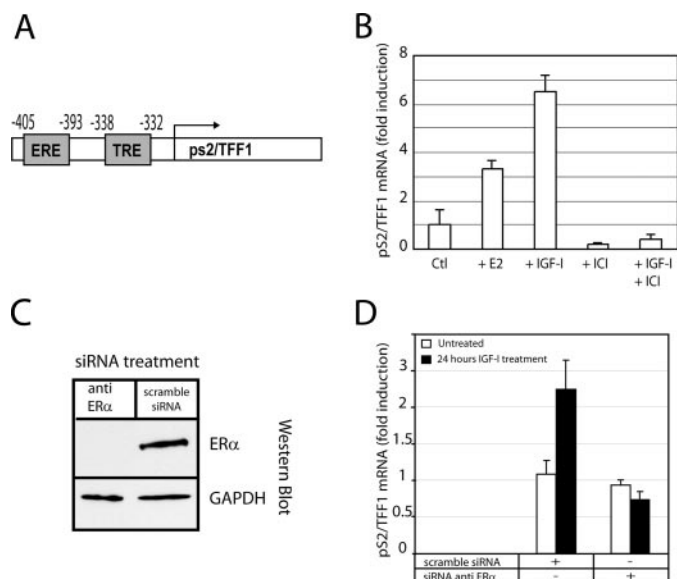 A
-405 -393 -338 -332
ERE TRE ps2/TFF1
B
pS2/TFF1 mRNA (fold induction)
8
6
4
2
0
Ctl + E2 + IGF-I + ICI + IGF-I
+ ICI
C
siRNA treatment
anti
ERα
scramble
siRNA
ERα
GAPDH
Western Blot
D
Untreated
24 hours IGF-I treatment
pS2/TFF1 mRNA (fold induction)
3
2.5
2
1.5
1
0.5
0
scramble siRNA + -
siRNA anti ERα - +